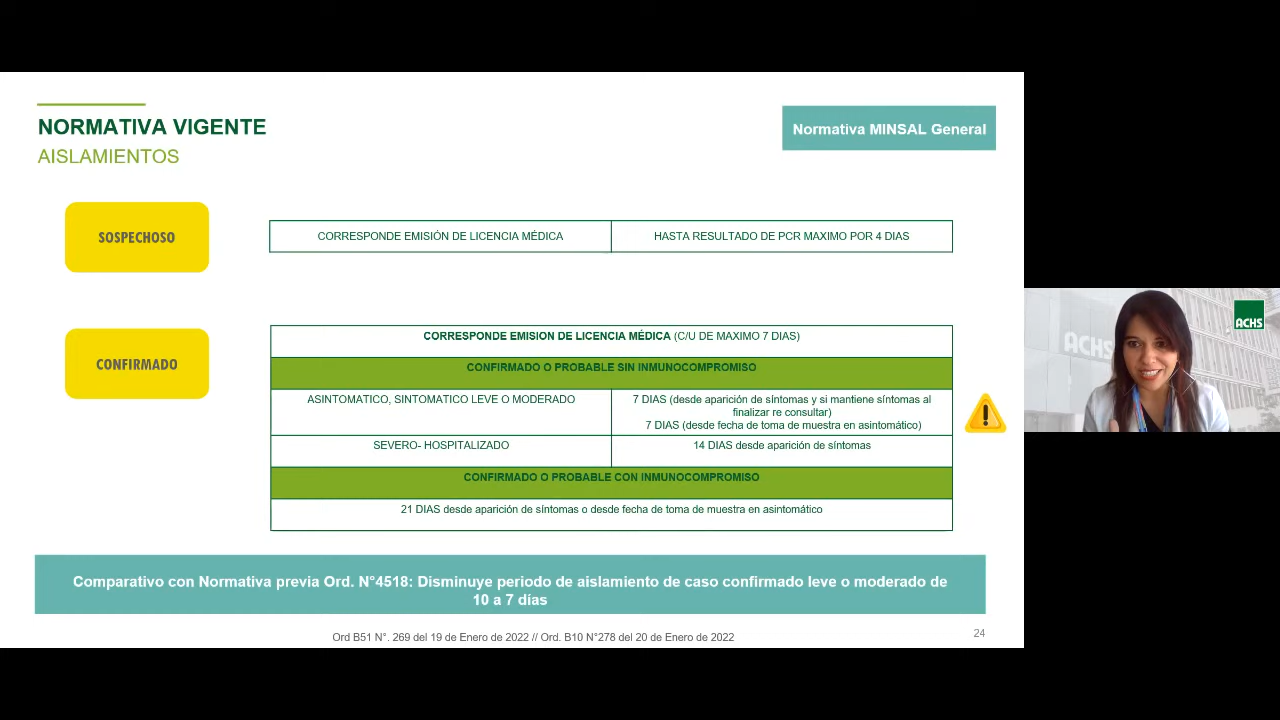 NORMATIVA VIGENTE
AISLAMIENTOS
Normativa MINSAL General
SOSPECHOSO
CORRESPONDE EMISIÓN DE LICENCIA MÉDICA
HASTA RESULTADO DE PCR MAXIMO POR 4 DIAS
CONFIRMADO
CORRESPONDE EMISION DE LICENCIA MÉDICA (C/U DE MAXIMO 7 DIAS)
CONFIRMADO O PROBABLE SIN INMUNOCOMPROMISO
ASINTOMATICO, SINTOMATICO LEVE O MODERADO
7 DIAS (desde aparición de síntomas y si mantiene síntomas al
finalizar re consultar)
7 DIAS (desde fecha de toma de muestra en asintomático)
SEVERO- HOSPITALIZADO
14 DIAS desde aparición de síntomas
CONFIRMADO O PROBABLE CON INMUNOCOMPROMISO
21 DIAS desde aparición de síntomas o desde fecha de toma de muestra en asintomático
Comparativo con Normativa previa Ord. N°4518: Disminuye periodo de aislamiento de caso confirmado leve o moderado de
10 a 7 días
Ord B51 N°. 269 del 19 de Enero de 2022 // Ord. B10 N°278 del 20 de Enero de 2022
24
ACHS
ACHS